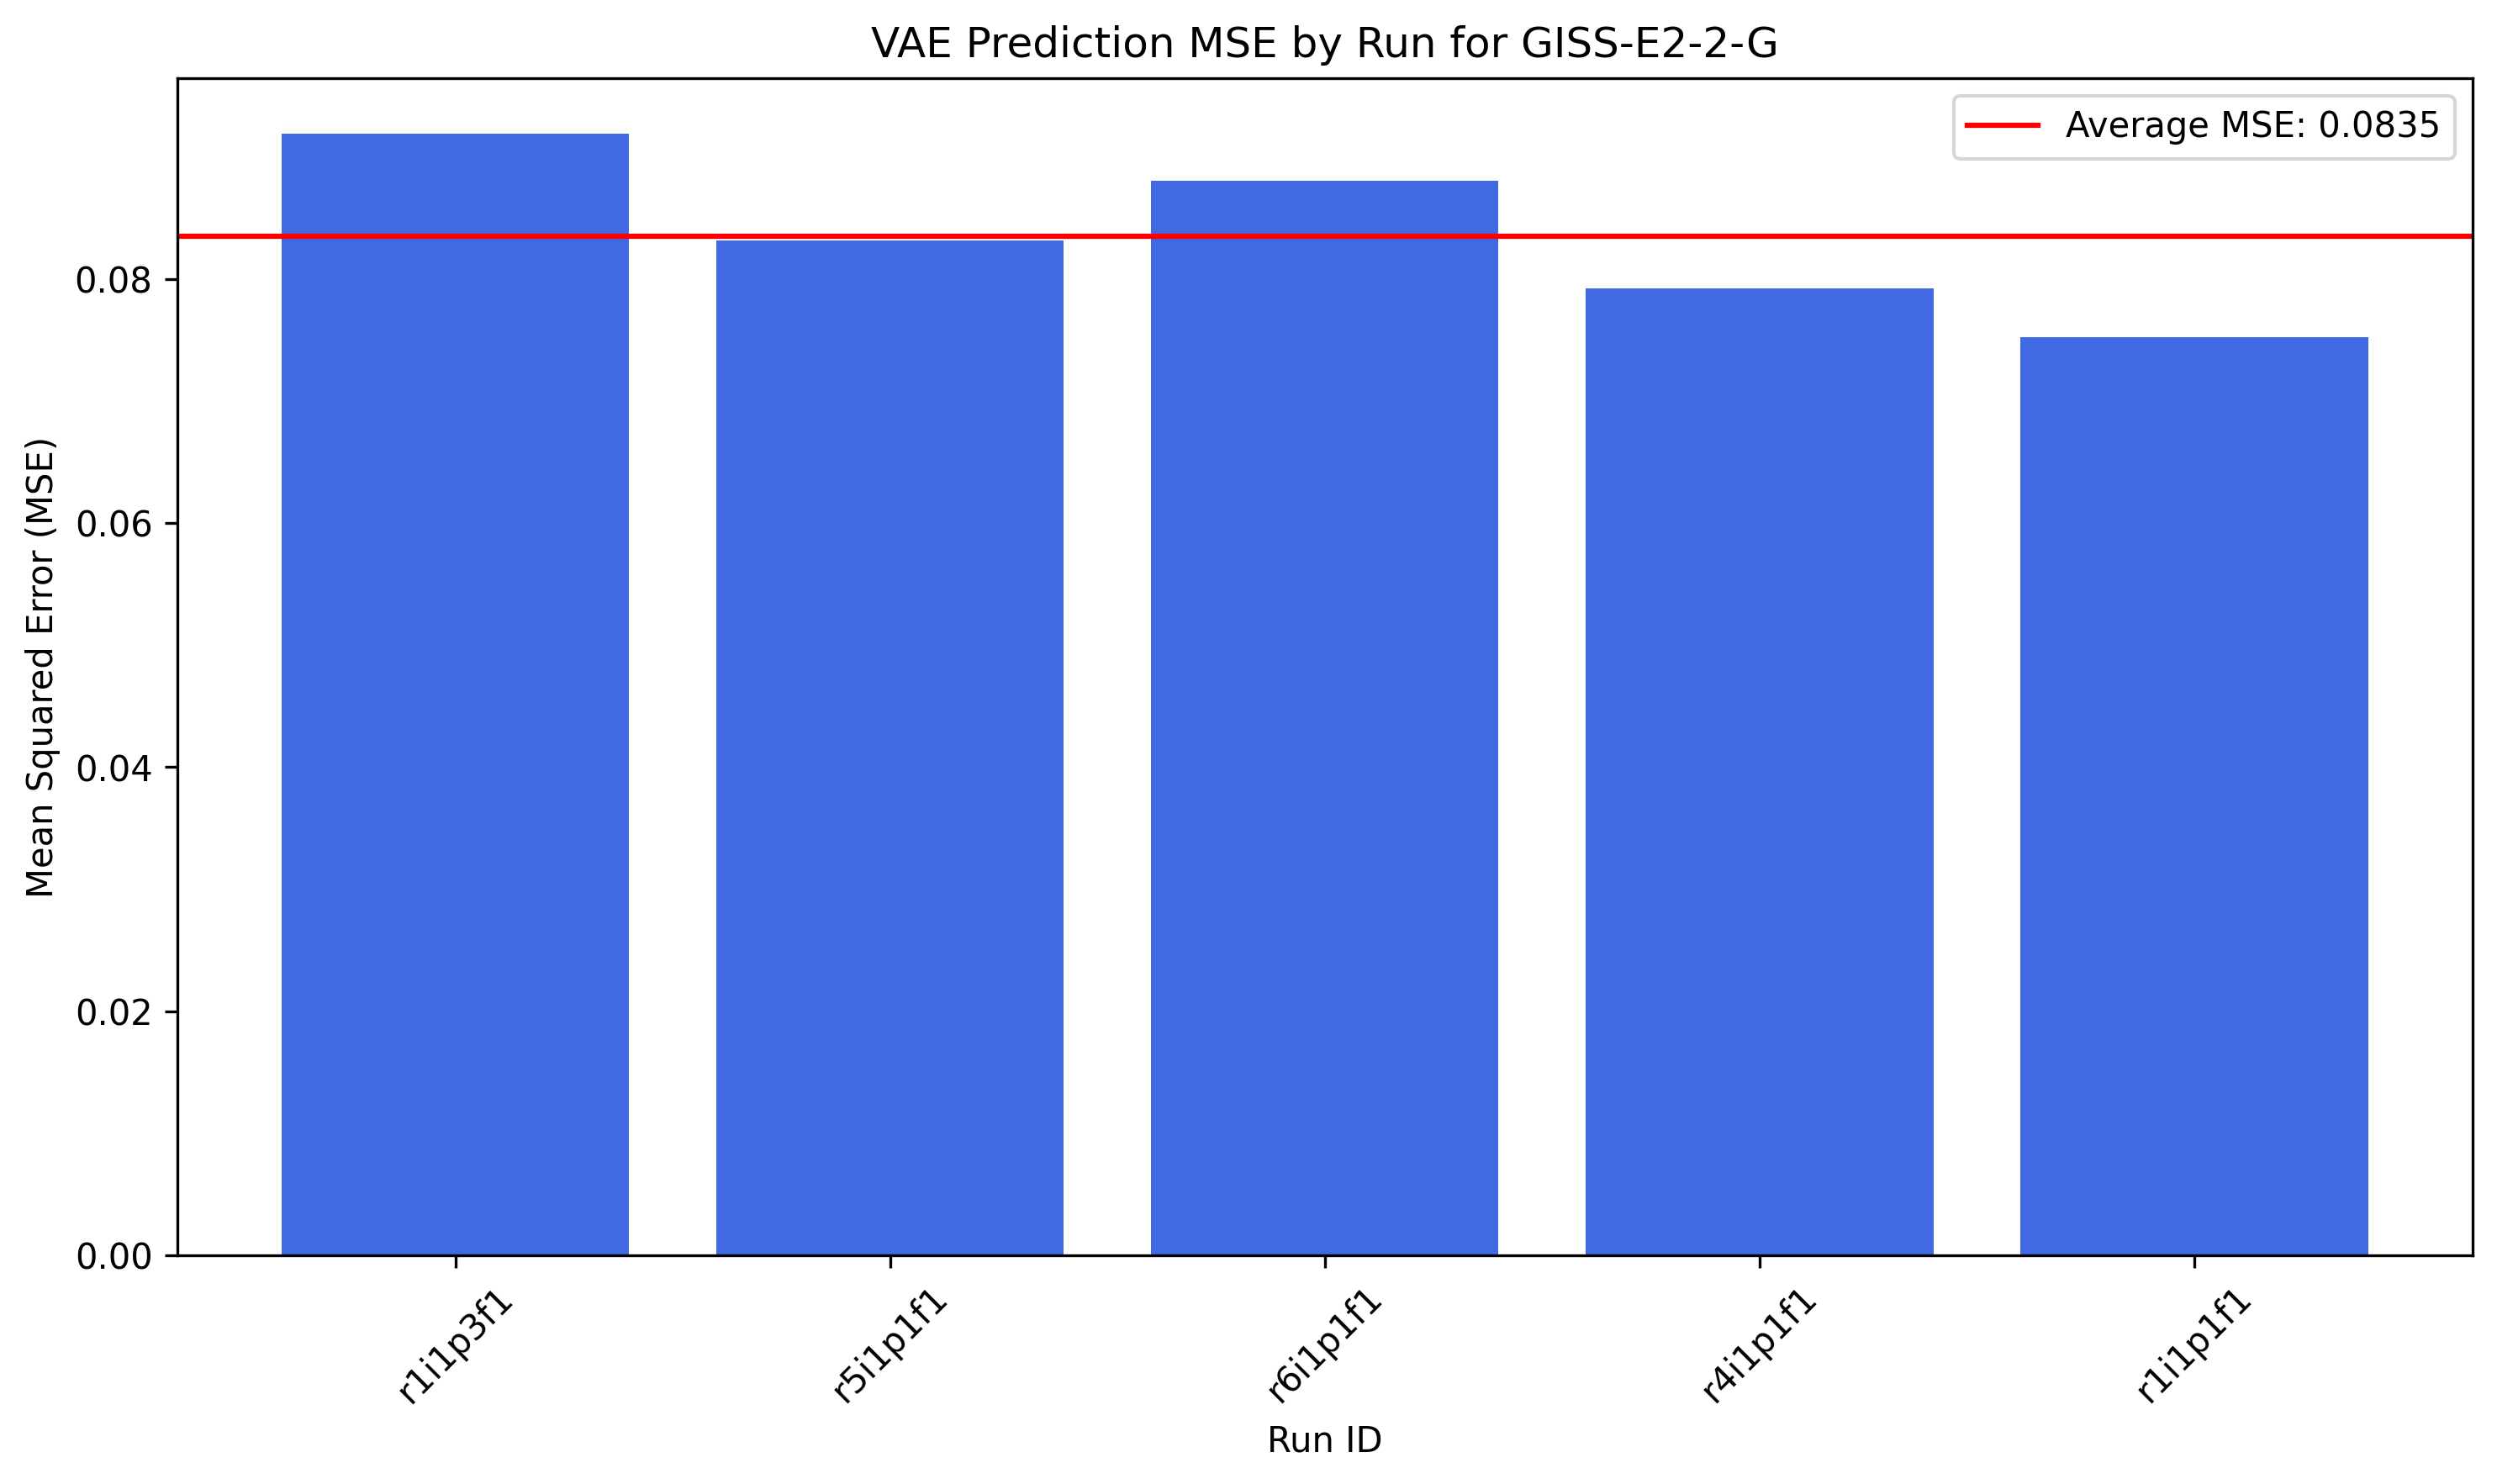 VAE Prediction MSE by Run for GISS-E2-2-G
Average MSE: 0.0835
Mean Squared Error (MSE)
0.08
0.06
0.04
0.02
0.00
r1i1p3f1
r5i1p1f1
r6i1p1f1
r4i1p1f1
r1i1p1f1
Run ID